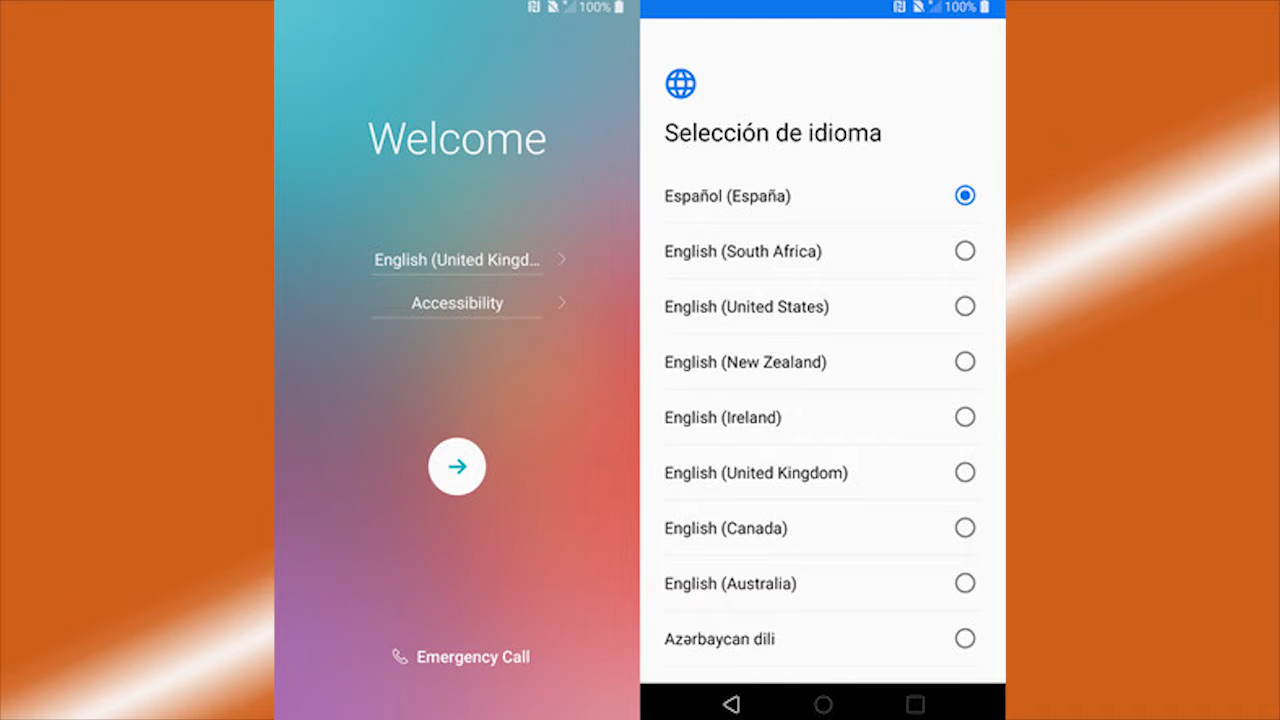 100%
Welcome
English (United Kingd...
Accessibility
Emergency Call
100%
Selección de idioma
Español (España)
English (South Africa)
English (United States)
English (New Zealand)
English (Ireland)
English (United Kingdom)
English (Canada)
English (Australia)
Azərbaycan dili